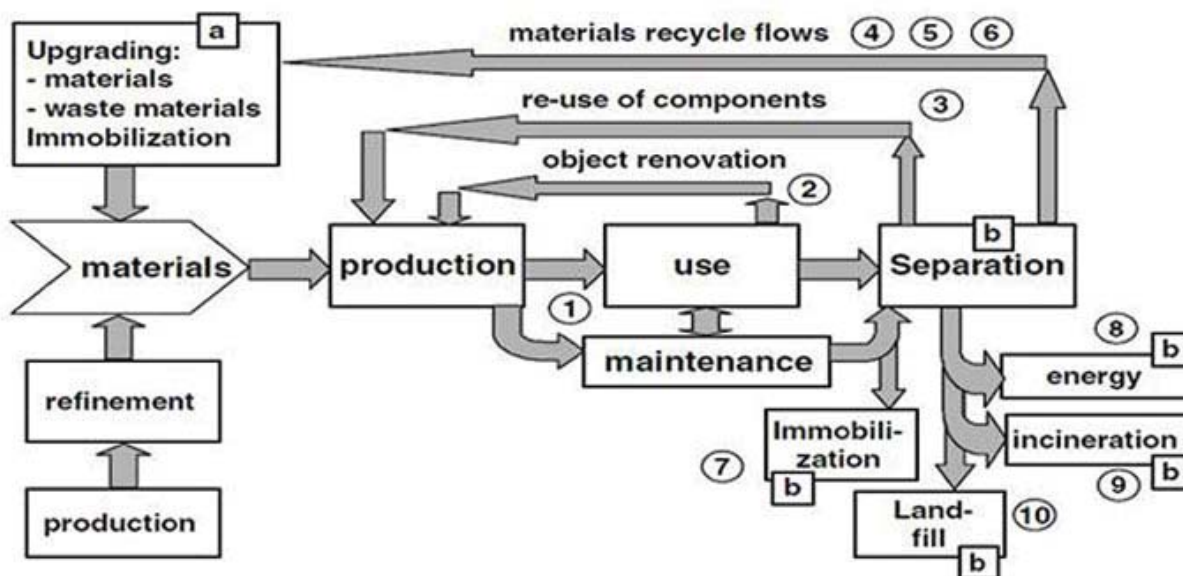 a
Upgrading:
- materials
- waste materials
Immobilization
materials recycle flows 4 5 6
re-use of components 3
object renovation
2
materials
production
use
b
Separation
1
maintenance
refinement
production
Immobili-
zation
b
7
8
b
energy
incineration
b
9
Land-
fill
b
10